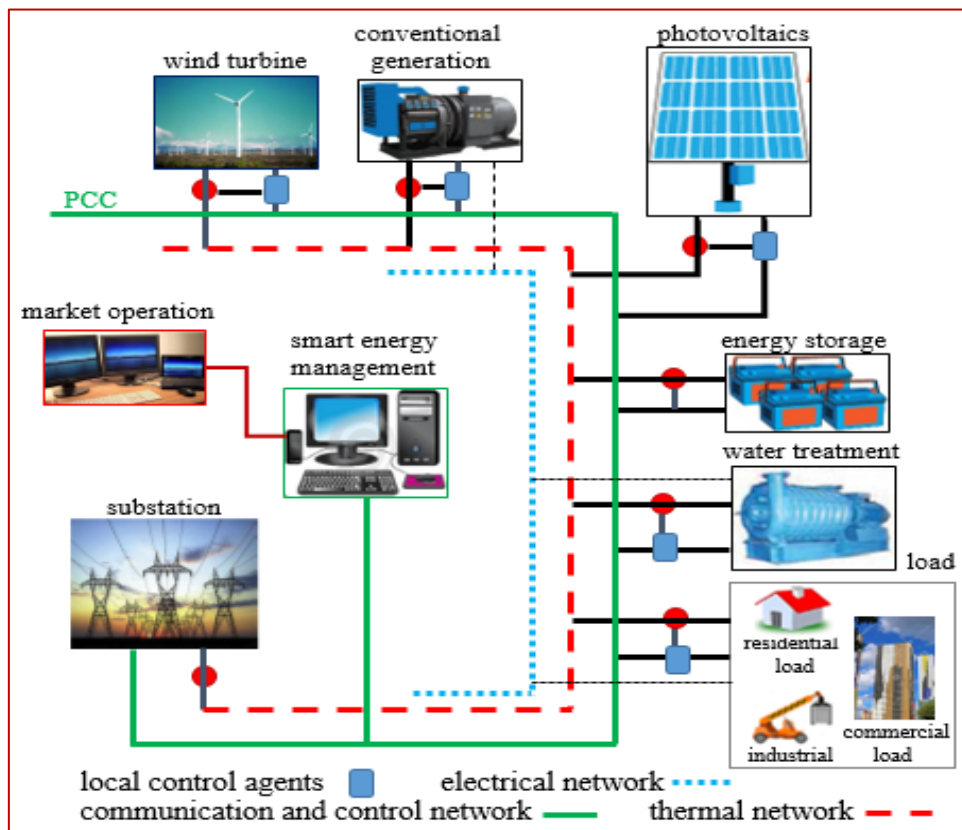 wind turbine
conventional
generation
photovoltaics
PCC
market operation
smart energy
management
energy storage
water treatment
substation
load
residential
load
industrial
commercial
load
local control agents
electrical network
communication and control network
thermal network